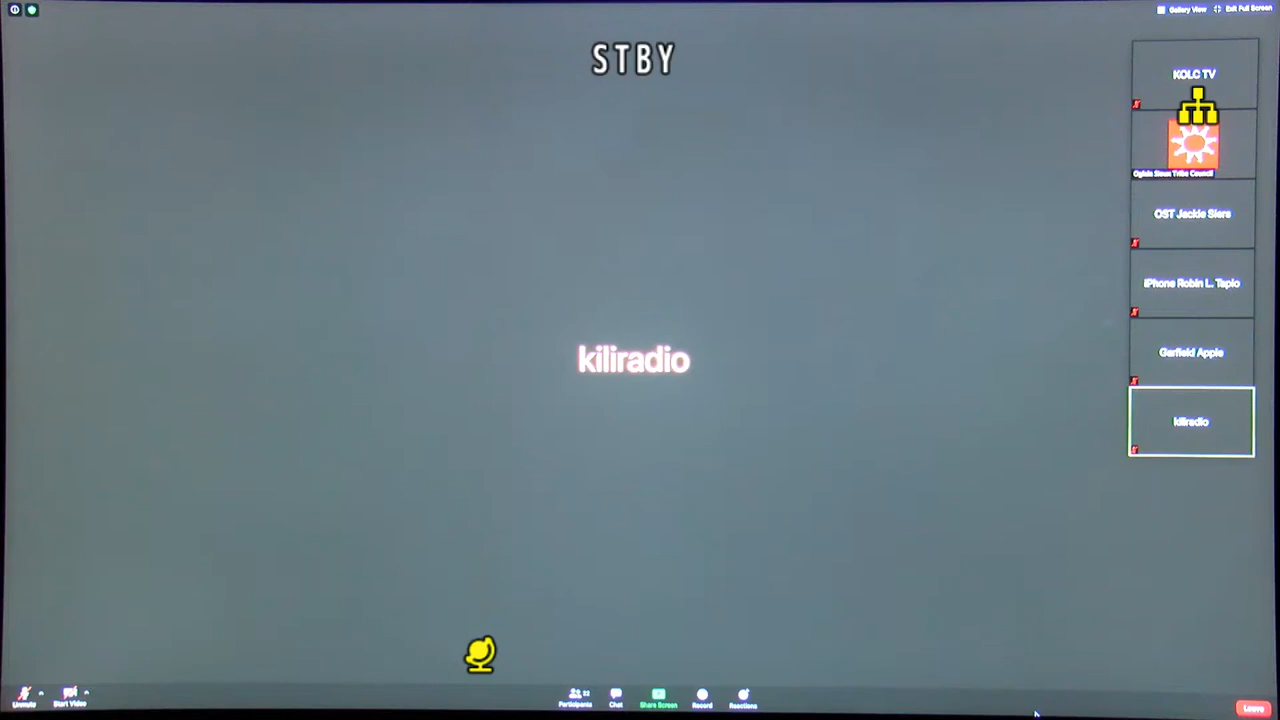 Gallery View
Exit Full Screen
STBY
KOLC TV
Oglala Sioux Tribe Council
OST Jackie Siers
iPhone Robin L. Tapio
Garfield Apple
kiliradio
kiliradio
Unmute
Start Video
Participants
Chat
Share Screen
Record
Reactions
Leave